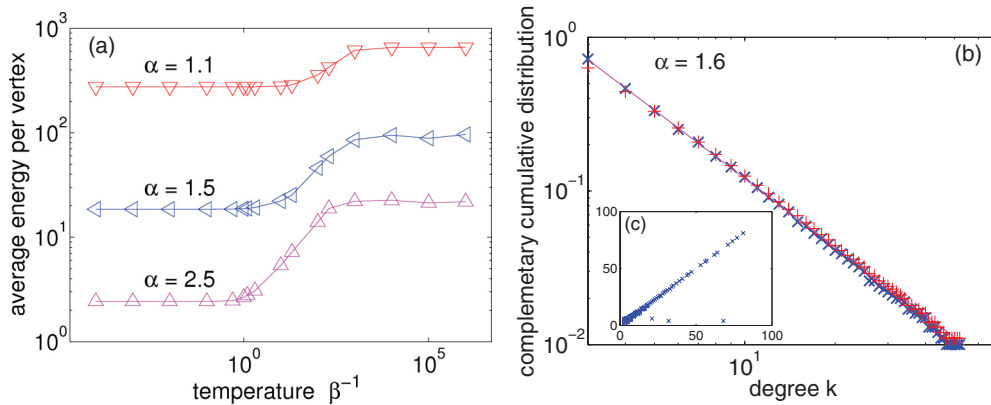 (a)
average energy per vertex
10³
10²
10¹
10⁰
α = 1.1
α = 1.5
α = 2.5
10⁰
10⁵
temperature β⁻¹
(b)
complemetary cumulative distribution
10⁰
10⁻¹
10⁻²
α = 1.6
(c)
100
50
0
0
50
100
10¹
degree k